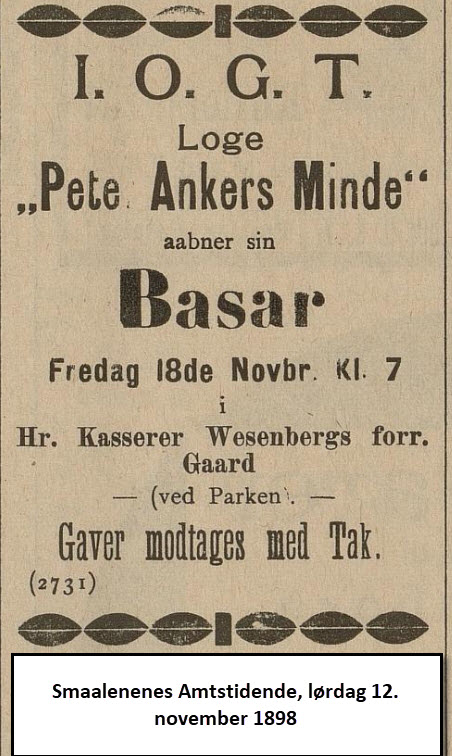 I. O. G. T.
Loge
„Pete. Ankers Minde“
aabner sin
Basar
Fredag 18de Novbr. Kl. 7
i
Hr. Kasserer Wesenbergs forr.
Gaard
— (ved Parken). —
Gaver modtages med Tak.
(2731)
Smaalenenes Amtstidende, lørdag 12.
november 1898